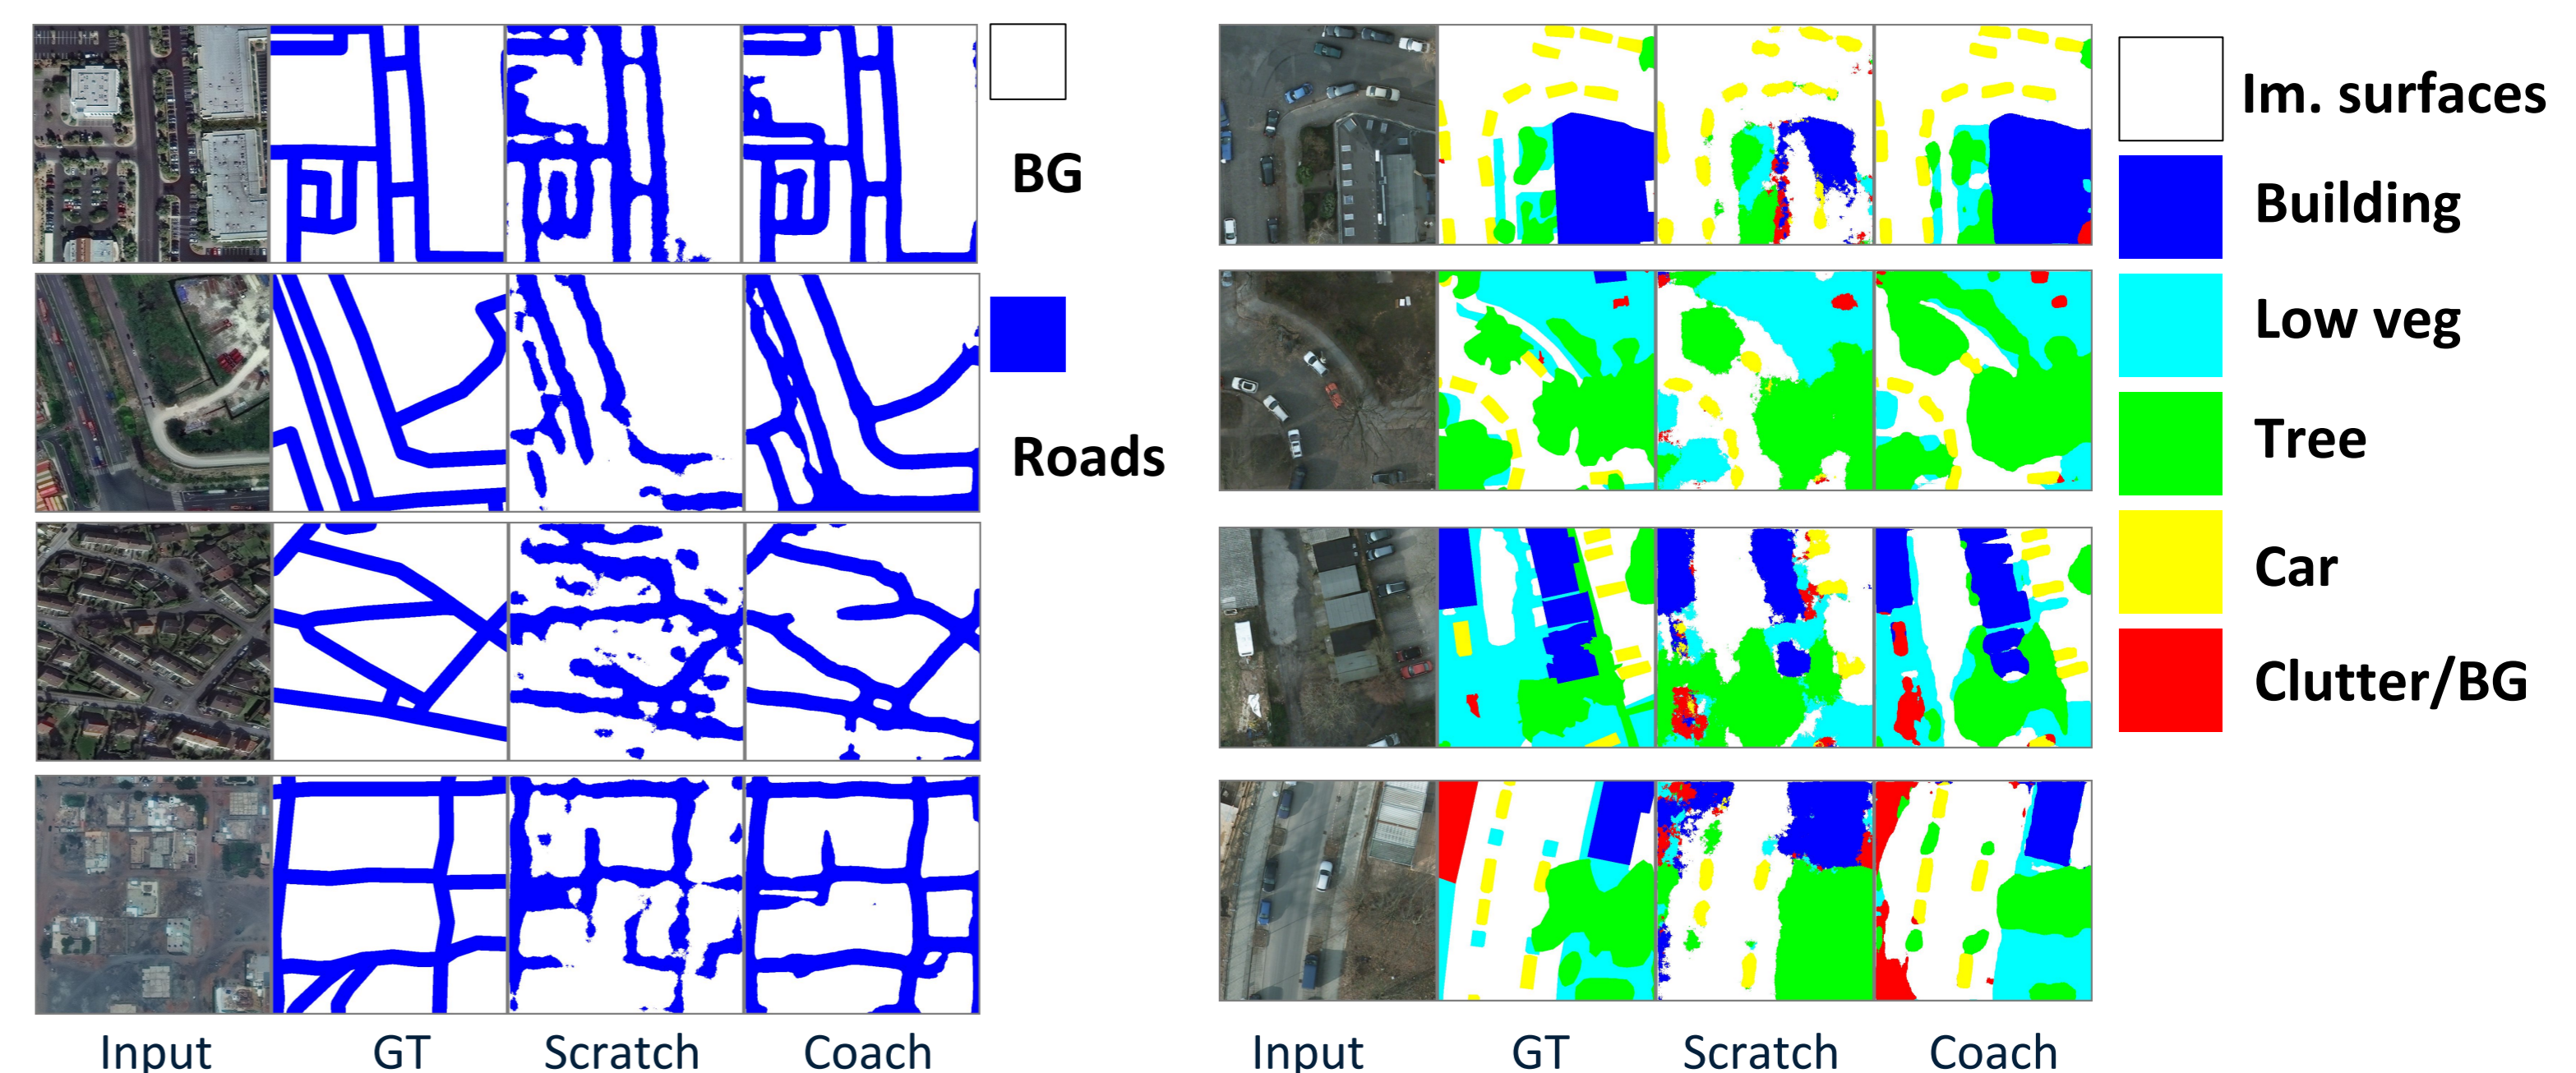 BG
Roads
Input GT Scratch Coach
Im. surfaces
Building
Low veg
Tree
Car
Clutter/BG
Input GT Scratch Coach